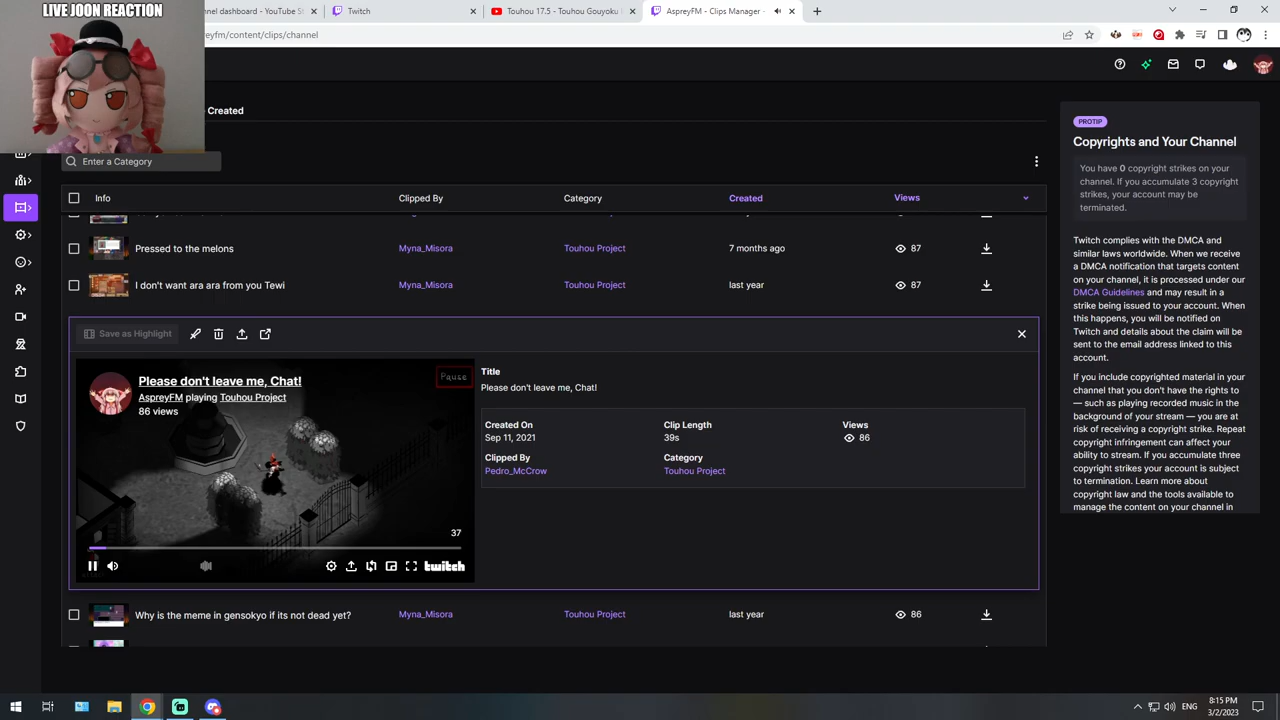 LIVE JOON REACTION
nnel dashboard - YouTube S
Twitch
Touhou 17.5 - Touhou Gouyoku I
AspreyFM - Clips Manager -
eyfm/content/clips/channel
Created
Enter a Category
Info
Clipped By
Category
Created
Views
Pressed to the melons
Myna_Misora
Touhou Project
7 months ago
87
I don't want ara ara from you Tewi
Myna_Misora
Touhou Project
last year
87
Save as Highlight
Please don't leave me, Chat!
AspreyFM playing Touhou Project
86 views
Pause
37
twitch
Title
Please don't leave me, Chat!
Created On
Sep 11, 2021
Clip Length
39s
Views
86
Clipped By
Pedro_McCrow
Category
Touhou Project
Why is the meme in gensokyo if its not dead yet?
Myna_Misora
Touhou Project
last year
86
PROTIP
Copyrights and Your Channel
You have 0 copyright strikes on
your channel. If you accumulate 3 copyright
strikes, your account may be
terminated.
Twitch complies with the DMCA and
similar laws worldwide. When we receive
a DMCA notification that targets content
on your channel, it is processed under our
DMCA Guidelines and may result in a
strike being issued to your account. When
this happens, you will be notified on
Twitch and details about the claim will be
sent to the email address linked to this
account.
If you include copyrighted material in your
channel that you don't have the rights to
— such as playing recorded music in the
background of your stream — you are at
risk of receiving a copyright strike. Repeat
copyright infringement can affect your
ability to stream. If you accumulate three
copyright strikes your account is subject
to termination. Learn more about
copyright law and the tools available to
manage the content on your channel in
ENG
8:15 PM
3/2/2023